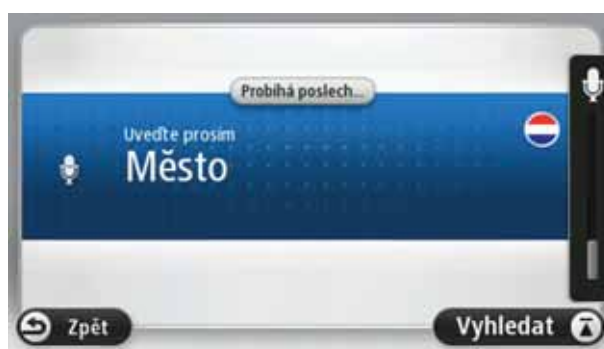 Probíhá poslech...
Uveďte prosím
Město
Zpět
Vyhledat